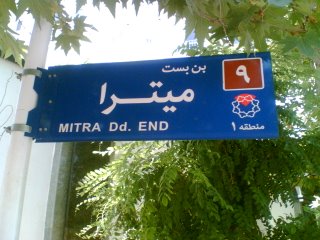 بن بست
۹
میترا
MITRA Dd. END
منطقه ۱